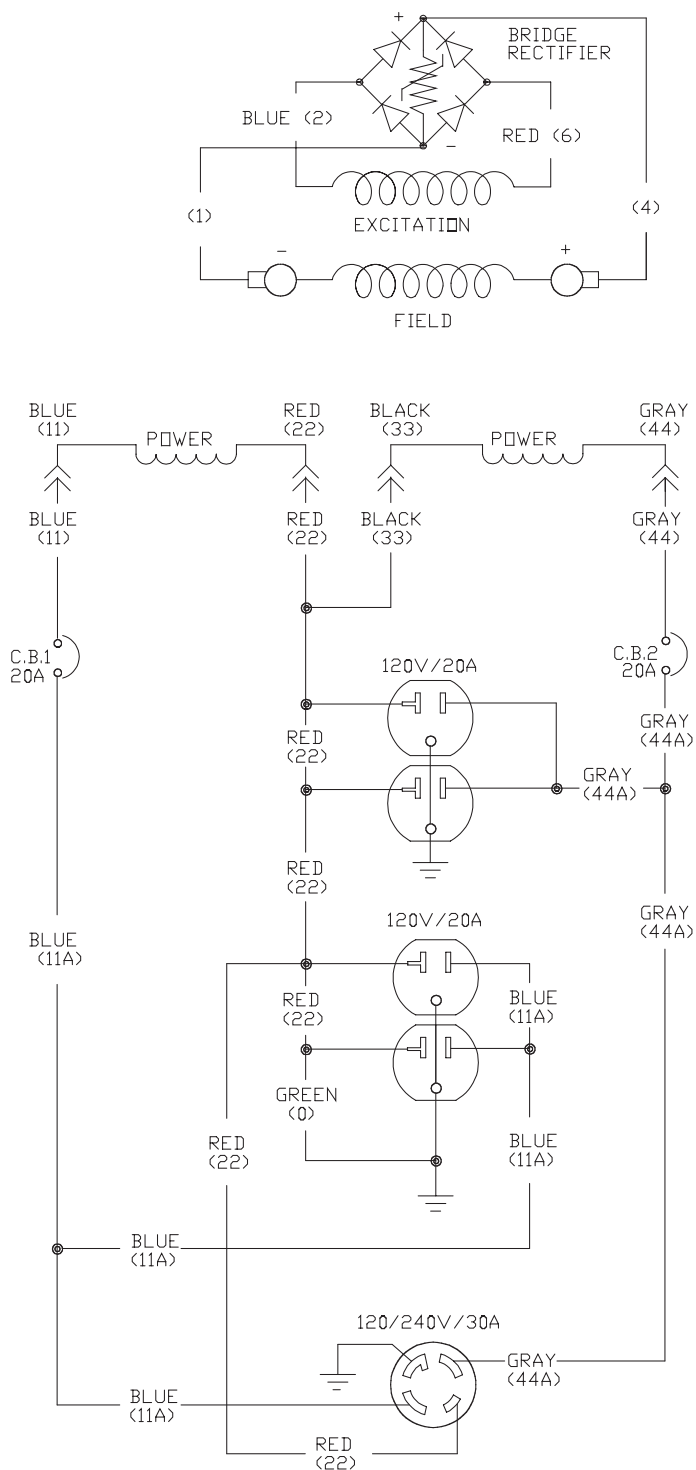 +
BRIDGE
RECTIFIER
BLUE (2)
RED (6)
-
(1)
(4)
EXCITATION
-
+
FIELD
BLUE
(11)
POWER
RED
(22)
BLACK
(33)
POWER
GRAY
(44)
BLUE
(11)
RED
(22)
BLACK
(33)
GRAY
(44)
C.B.1
20A
120V/20A
C.B.2
20A
RED
(22)
GRAY
(44A)
GRAY
(44A)
RED
(22)
120V/20A
GRAY
(44A)
BLUE
(11A)
RED
(22)
BLUE
(11A)
GREEN
(0)
RED
(22)
BLUE
(11A)
BLUE
(11A)
120/240V/30A
GRAY
(44A)
BLUE
(11A)
RED
(22)